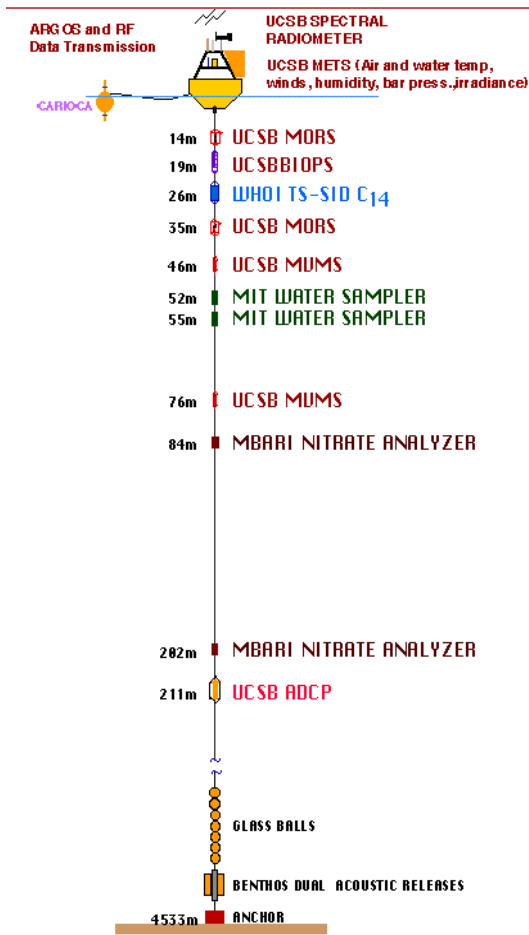 ARGOS and RF
Data Transmission
UCSB SPECTRAL
RADIOMETER
UCSB METS (Air and water temp,
winds, humidity, bar press.,irradiance)
CARIOCA
14m UCSB MORS
19m UCSBBIOPS
26m WHOI TS-SID C14
35m UCSB MORS
46m UCSB MVMS
52m MIT WATER SAMPLER
55m MIT WATER SAMPLER
76m UCSB MVMS
84m MBARI NITRATE ANALYZER
202m MBARI NITRATE ANALYZER
211m UCSB ADCP
GLASS BALLS
BENTHOS DUAL ACOUSTIC RELEASES
4533m ANCHOR